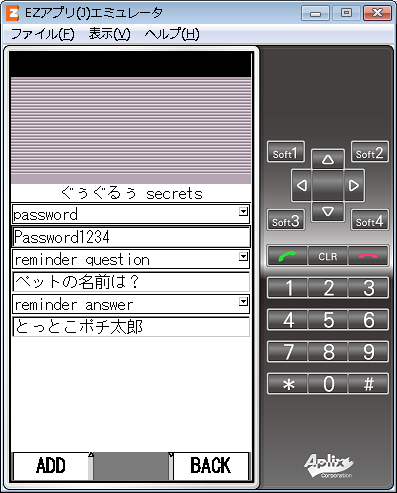 EZアプリ(J)エミュレータ
ファイル(F) 表示(V) ヘルプ(H)
ぐぅぐるぅ secrets
password
Password1234
reminder question
ペットの名前は？
reminder answer
とっとこポチ太郎
ADD BACK
Soft1 Soft2
Soft3 Soft4
CLR
1 2 3
4 5 6
7 8 9
* 0 #
Aplix
Corporation